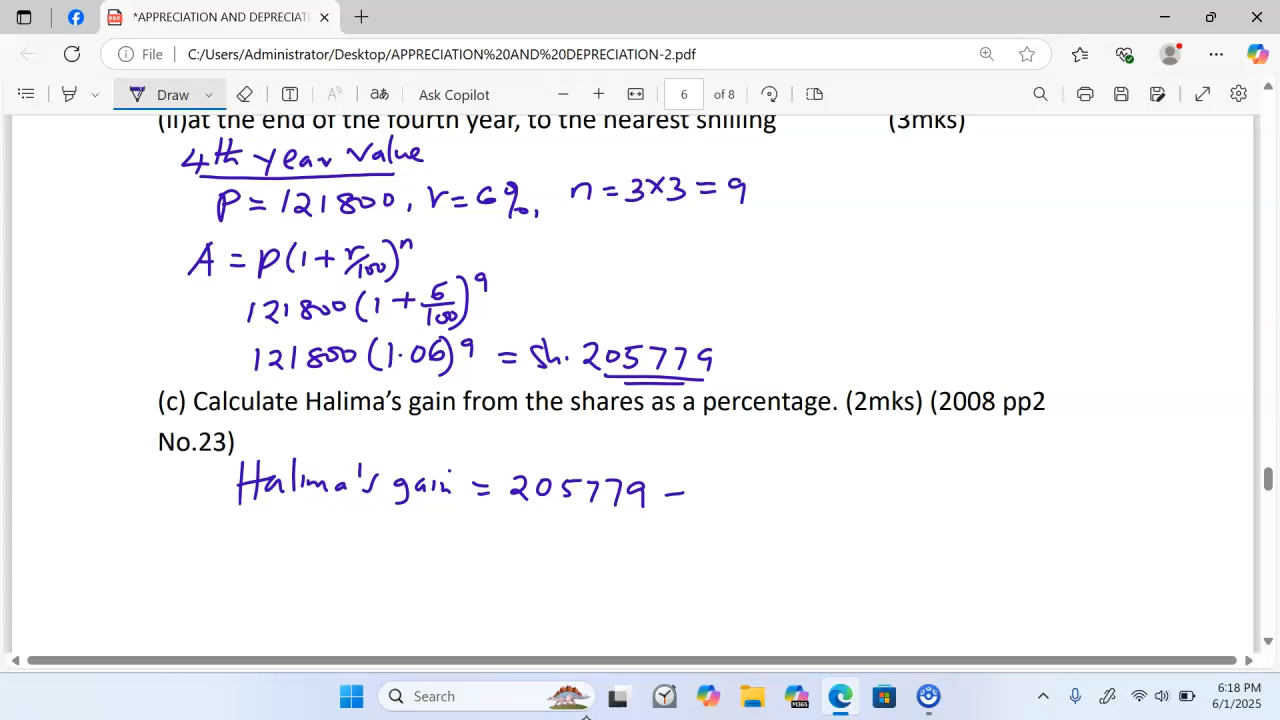 *APPRECIATION AND DEPRECIAT
File C:/Users/Administrator/Desktop/APPRECIATION%20AND%20DEPRECIATION-2.pdf
Draw Ask Copilot 6 of 8
(ii)at the end of the fourth year, to the nearest shilling (3mks)
4th year value
P = 121800, r = 6%, n = 3×3 = 9
A = P(1 + r/100)^n
121800(1 + 6/100)^9
121800(1.06)^9 = sh. 205779
(c) Calculate Halima’s gain from the shares as a percentage. (2mks) (2008 pp2
No.23)
Halima's gain = 205779 –
Search
6:18 PM
6/1/2025